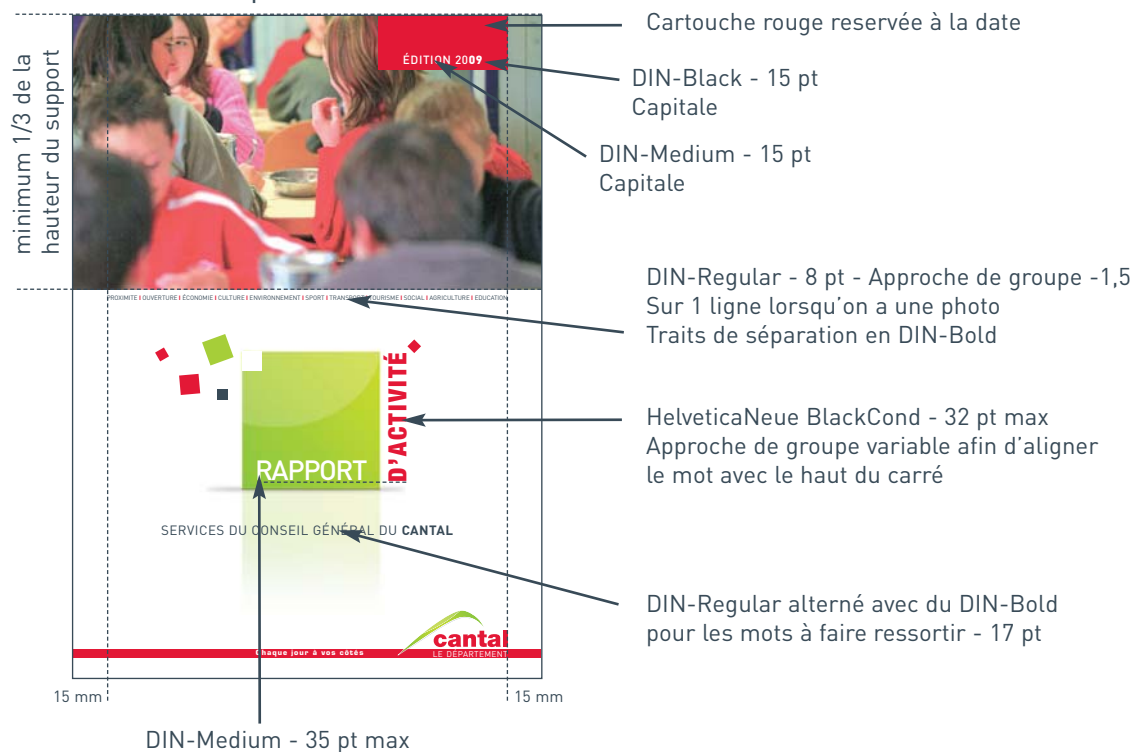 minimum 1/3 de la
hauteur du support
ÉDITION 2009
Cartouche rouge reservée à la date
DIN-Black - 15 pt
Capitale
DIN-Medium - 15 pt
Capitale
PROXIMITE I OUVERTURE I ÉCONOMIE I CULTURE I ENVIRONNEMENT I SPORT I TRANSPORT I TOURISME I SOCIAL I AGRICULTURE I EDUCATION
DIN-Regular - 8 pt - Approche de groupe -1,5
Sur 1 ligne lorsqu'on a une photo
Traits de séparation en DIN-Bold
RAPPORT
D'ACTIVITÉ
HelveticaNeue BlackCond - 32 pt max
Approche de groupe variable afin d'aligner
le mot avec le haut du carré
SERVICES DU CONSEIL GÉNÉRAL DU CANTAL
DIN-Regular alterné avec du DIN-Bold
pour les mots à faire ressortir - 17 pt
Chaque jour à vos côtés
cantal
LE DÉPARTEMENT
15 mm
15 mm
DIN-Medium - 35 pt max